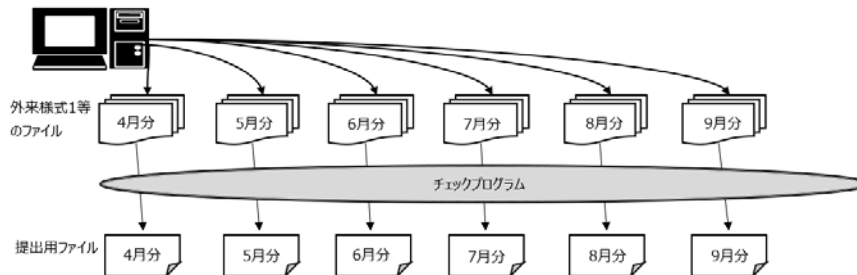 外来様式1等
のファイル
4月分
5月分
6月分
7月分
8月分
9月分
チェックプログラム
提出用ファイル
4月分
5月分
6月分
7月分
8月分
9月分